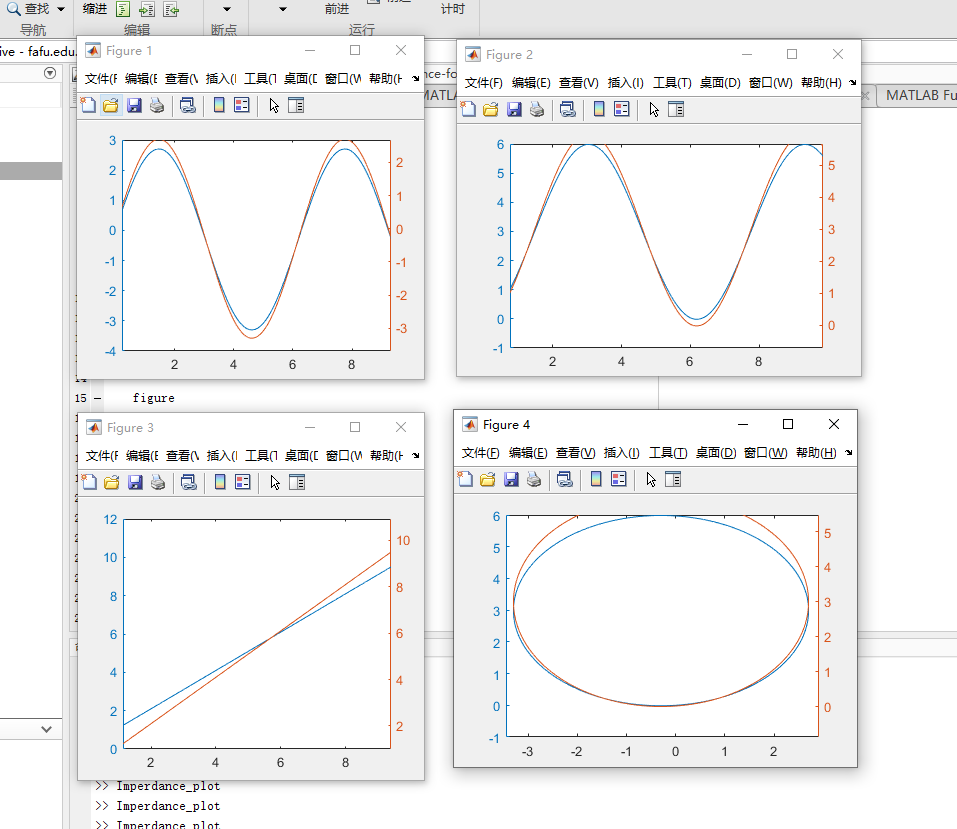 查找 缩进 前进 计时
导航 编辑 断点 运行
ive - fafu.edu.
Figure 1
文件(F 编辑(E 查看(\ 插入(I 工具(T 桌面(D 窗口(W 帮助(H
3
2
1
0
-1
-2
-3
-4
2
1
0
-1
-2
-3
2 4 6 8
Figure 2
文件(F) 编辑(E) 查看(V) 插入(I) 工具(T) 桌面(D) 窗口(W) 帮助(H)
6
5
4
3
2
1
0
-1
5
4
3
2
1
0
2 4 6 8
nce-fo
MATLA
MATLAB Fu
15 — figure
Figure 3
文件(F 编辑(E 查看(\ 插入(I 工具(T 桌面(D 窗口(W 帮助(H
12
10
8
6
4
2
0
10
8
6
4
2
2 4 6 8
Figure 4
文件(F) 编辑(E) 查看(V) 插入(I) 工具(T) 桌面(D) 窗口(W) 帮助(H)
6
5
4
3
2
1
0
-1
5
4
3
2
1
0
-3 -2 -1 0 1 2
>> Imperdance_plot
>> Imperdance_plot
>> Imperdance_plot